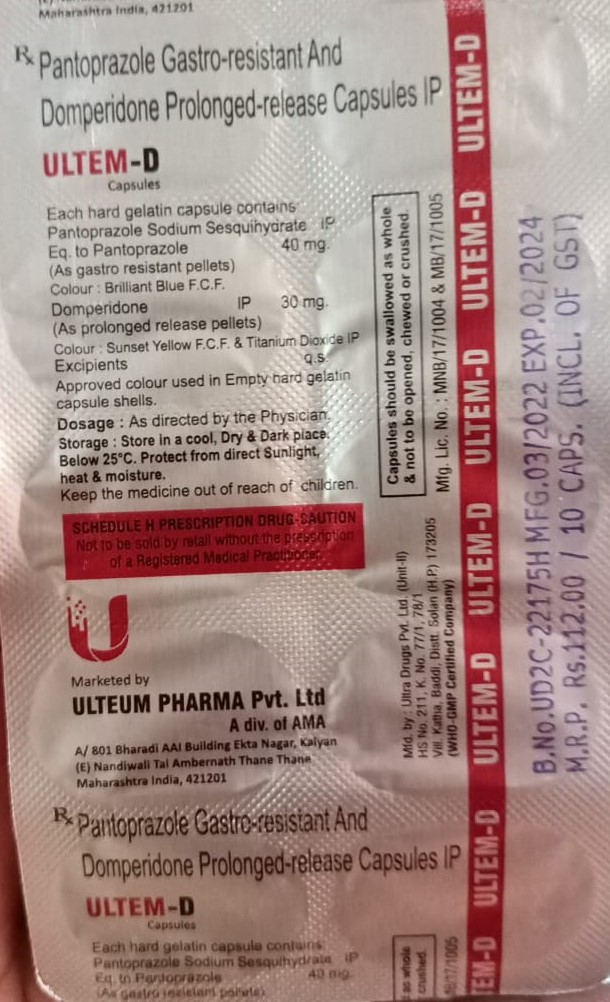 Maharashtra India, 421201
Rx Pantoprazole Gastro-resistant And
Domperidone Prolonged-release Capsules IP
ULTEM-D
Capsules
Each hard gelatin capsule contains:
Pantoprazole Sodium Sesquihydrate IP
Eq. to Pantoprazole 40 mg.
(As gastro resistant pellets)
Colour : Brilliant Blue F.C.F.
Domperidone IP 30 mg.
(As prolonged release pellets)
Colour : Sunset Yellow F.C.F. & Titanium Dioxide IP
Excipients q.s.
Approved colour used in Empty hard gelatin
capsule shells.
Dosage : As directed by the Physician.
Storage : Store in a cool, Dry & Dark place.
Below 25°C. Protect from direct Sunlight,
heat & moisture.
Keep the medicine out of reach of children.
SCHEDULE H PRESCRIPTION DRUG-CAUTION
Not to be sold by retail without the prescription
of a Registered Medical Practitioner.
U
Marketed by
ULTEUM PHARMA Pvt. Ltd
A div. of AMA
A/ 801 Bharadi AAI Building Ekta Nagar, Kalyan
(E) Nandiwali Tal Ambernath Thane Thane
Maharashtra India, 421201
Rx Pantoprazole Gastro-resistant And
Domperidone Prolonged-release Capsules IP
ULTEM-D
Capsules
Each hard gelatin capsule contains:
Pantoprazole Sodium Sesquihydrate IP
Eq. to Pantoprazole 40 mg.
(As gastro resistant pellets)
Capsules should be swallowed as whole
& not to be opened, chewed or crushed.
Mfg. Lic. No. : MNB/17/1004 & MB/17/1005
Mfd. by : Ultra Drugs Pvt. Ltd. (Unit-II)
HS No. 211, K. No. 77/1, 78/1
Vill. Katha, Baddi, Distt. Solan (H.P.) 173205
(WHO-GMP Certified Company)
as whole
crushed.
MB/17/1005
TEM-D ULTEM-D ULTEM-D ULTEM-D ULTEM-D ULTEM-D ULTEM-D
B.No.UD2C-22175H MFG.03/2022 EXP.02/2024
M.R.P. Rs.112.00 / 10 CAPS. (INCL. OF GST)